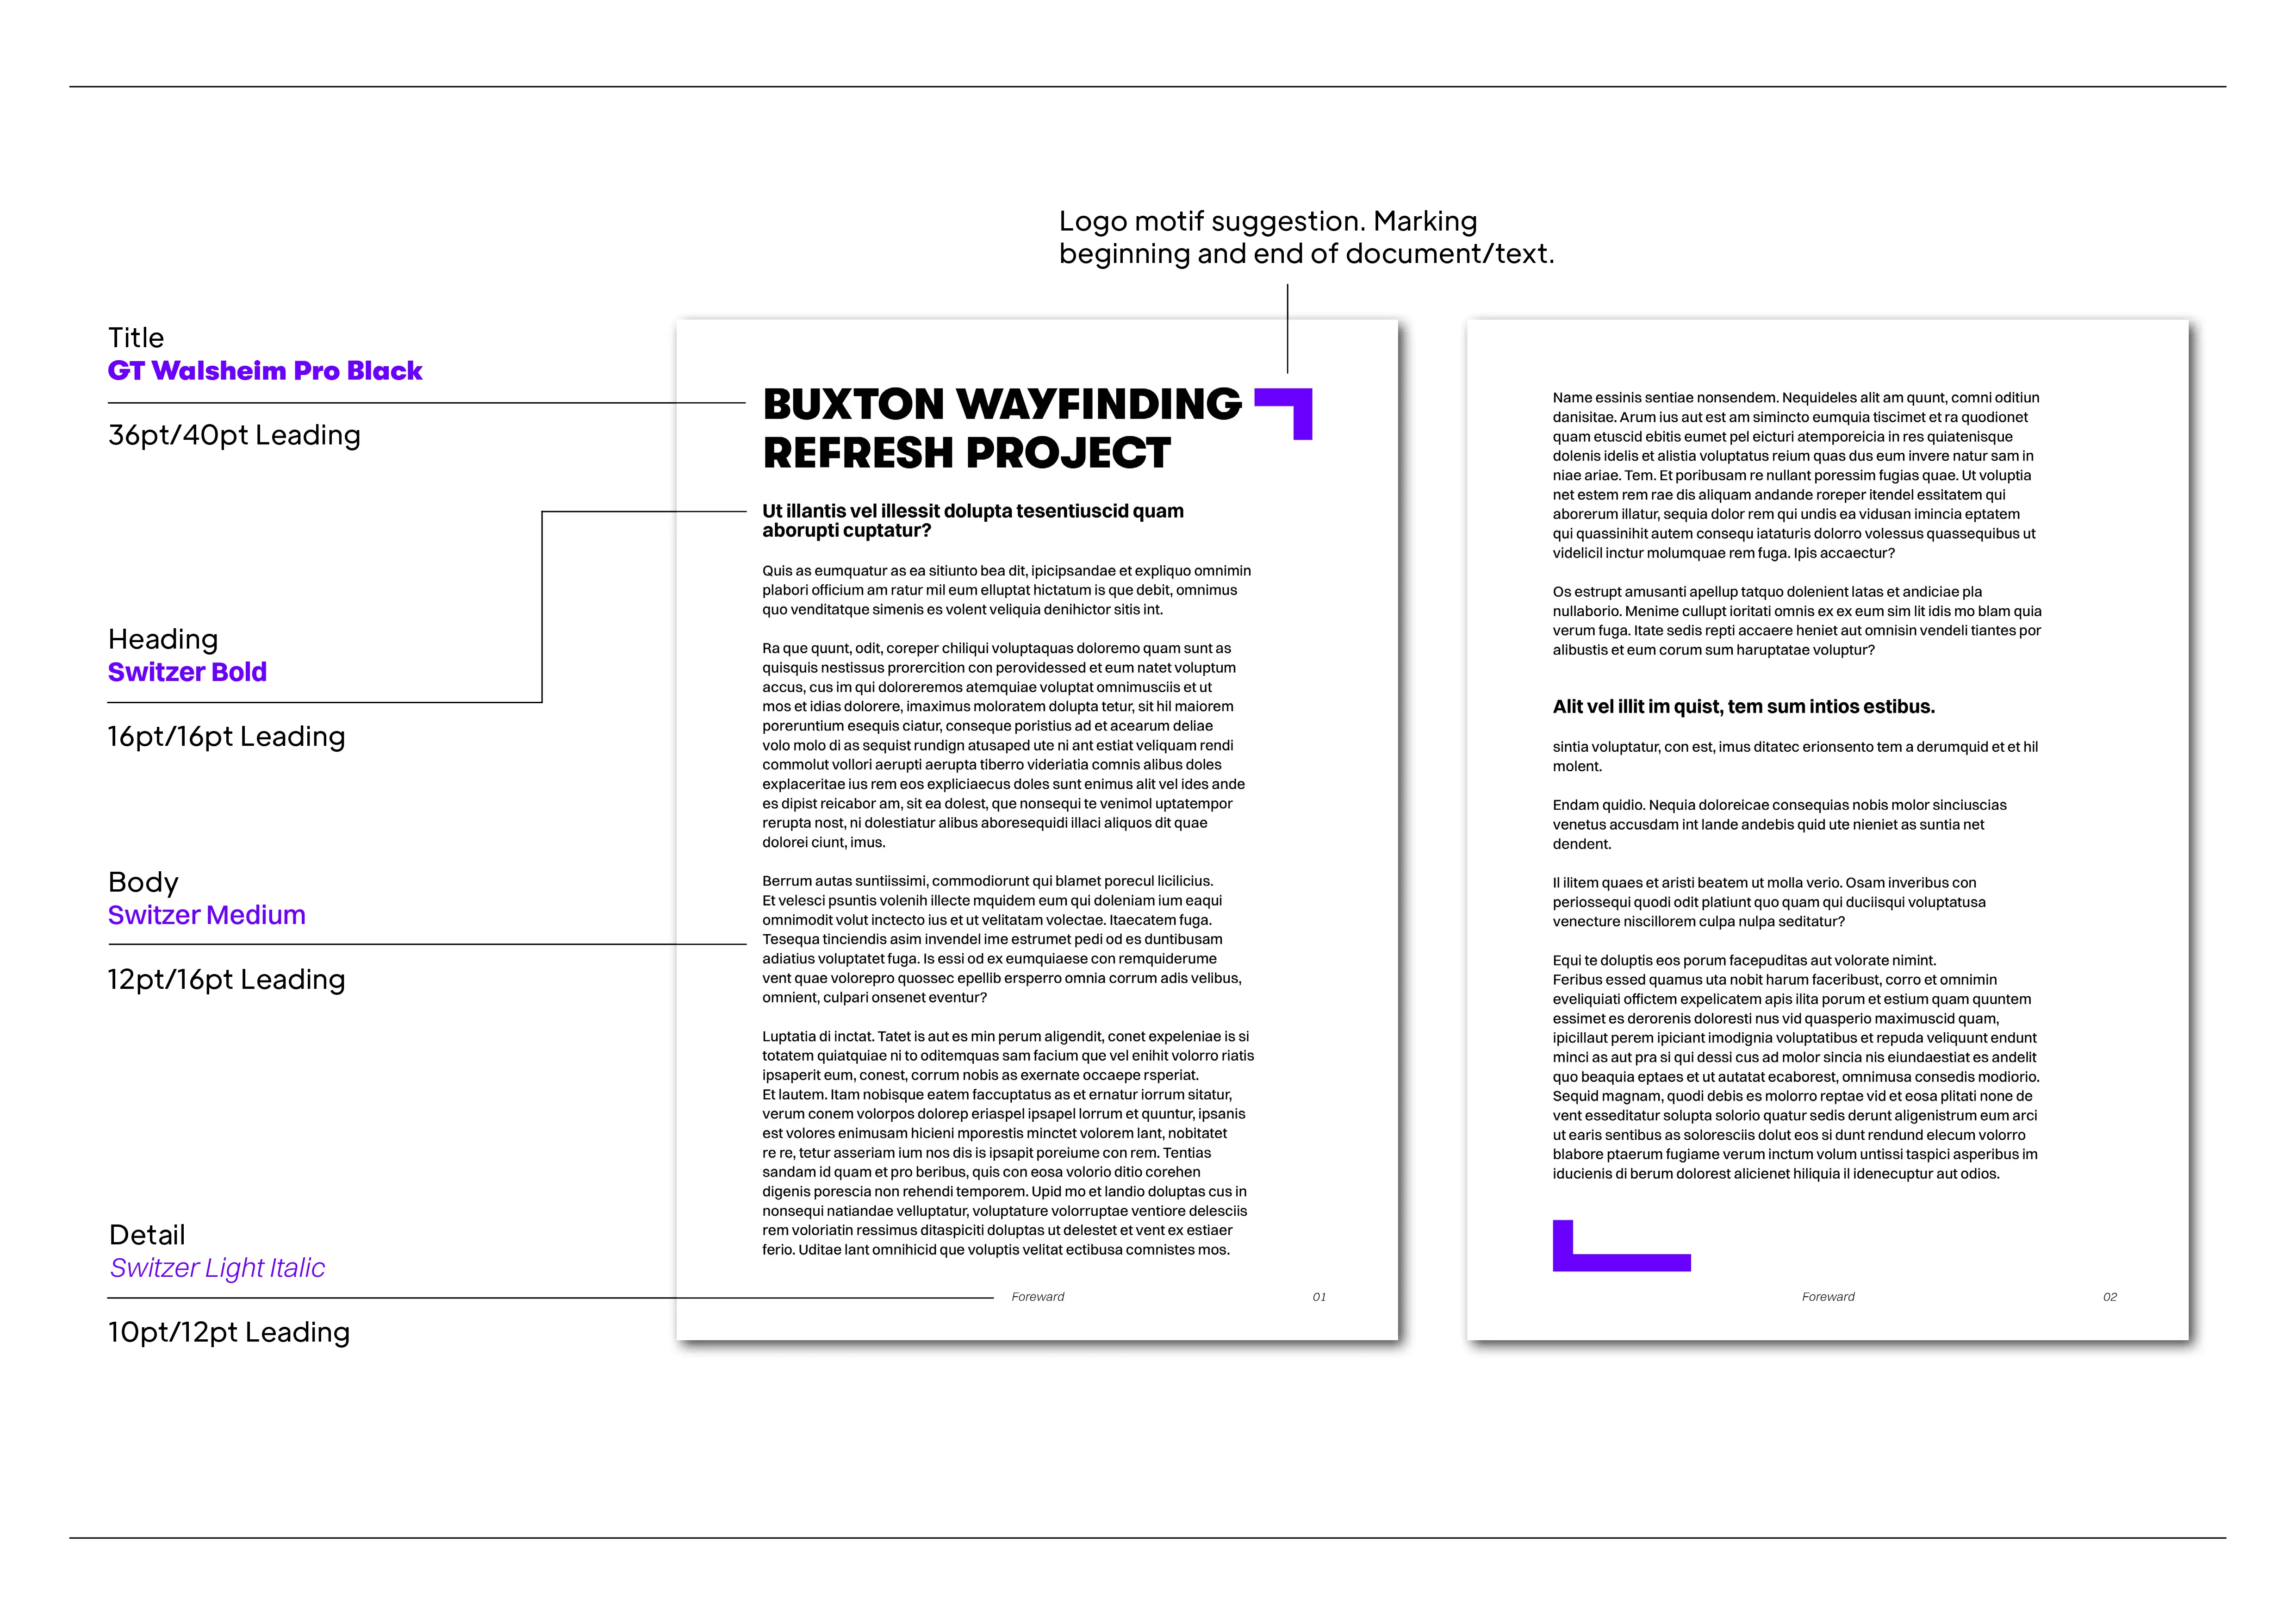 Logo motif suggestion. Marking
beginning and end of document/text.
Title
GT Walsheim Pro Black
36pt/40pt Leading
Heading
Switzer Bold
16pt/16pt Leading
Body
Switzer Medium
12pt/16pt Leading
Detail
Switzer Light Italic
10pt/12pt Leading
BUXTON WAYFINDING
REFRESH PROJECT
Ut illantis vel illessit dolupta tesentiuscid quam
aborupti cuptatur?
Quis as eumquatur as ea sitiunto bea dit, ipicipsandae et expliquo omnimin
plabori officium am ratur mil eum elluptat hictatum is que debit, omnimus
quo venditatque simenis es volent veliquia denihictor sitis int.
Ra que quunt, odit, coreper chiliqui voluptaquas doloremo quam sunt as
quisquis nestissus prorercition con perovidessed et eum natet voluptum
accus, cus im qui doloreremos atemquiae voluptat omnimusciis et ut
mos et idias dolorere, imaximus moloratem dolupta tetur, sit hil maiorem
poreruntium esequis ciatur, conseque poristius ad et acearum deliae
volo molo di as sequist rundign atusaped ute ni ant estiat veliquam rendi
commolut vollori aerupti aerupta tiberro videriatia comnis alibus doles
explaceritae ius rem eos expliciaecus doles sunt enimus alit vel ides ande
es dipist reicabor am, sit ea dolest, que nonsequi te venimol uptatempor
rerupta nost, ni dolestiatur alibus aboresequidi illaci aliquos dit quae
dolorei ciunt, imus.
Berrum autas suntiissimi, commodiorunt qui blamet porecul licilicius.
Et velesci psuntis volenih illecte mquidem eum qui doleniam ium eaqui
omnimodit volut inctecto ius et ut velitatam volectae. Itaecatem fuga.
Tesequa tinciendis asim invendel ime estrumet pedi od es duntibusam
adiatius voluptatet fuga. Is essi od ex eumquiaese con remquiderume
vent quae volorepro quossec epellib ersperro omnia corrum adis velibus,
omnient, culpari onsenet eventur?
Luptatia di inctat. Tatet is aut es min perum aligendit, conet expeleniae is si
totatem quiatquiae ni to oditemquas sam facium que vel enihit volorro riatis
ipsaperit eum, conest, corrum nobis as exernate occaepe rsperiat.
Et lautem. Itam nobisque eatem faccuptatus as et ernatur iorrum sitatur,
verum conem volorpos dolorep eriaspel ipsapel lorrum et quuntur, ipsanis
est volores enimusam hicieni mporestis minctet volorem lant, nobitatet
re re, tetur asseriam ium nos dis is ipsapit poreiume con rem. Tentias
sandam id quam et pro beribus, quis con eosa volorio ditio corehen
digenis porescia non rehendi temporem. Upid mo et landio doluptas cus in
nonsequi natiandae velluptatur, voluptature volorruptae ventiore delesciis
rem voloriatin ressimus ditaspiciti doluptas ut delestet et vent ex estiaer
ferio. Uditae lant omnihicid que voluptis velitat ectibusa comnistes mos.
Foreward 01
Name essinis sentiae nonsendem. Nequideles alit am quunt, comni oditiun
danisitae. Arum ius aut est am simincto eumquia tiscimet et ra quodionet
quam etuscid ebitis eumet pel eicturi atemporeicia in res quiatenisque
dolenis idelis et alistia voluptatus reium quas dus eum invere natur sam in
niae ariae. Tem. Et poribusam re nullant poressim fugias quae. Ut voluptia
net estem rem rae dis aliquam andande roreper itendel essitatem qui
aborerum illatur, sequia dolor rem qui undis ea vidusan imincia eptatem
qui quassinihit autem consequ iataturis dolorro volessus quassequibus ut
videlicil inctur molumquae rem fuga. Ipis accaectur?
Os estrupt amusanti apellup tatquo dolenient latas et andiciae pla
nullaborio. Menime cullupt ioritati omnis ex ex eum sim lit idis mo blam quia
verum fuga. Itate sedis repti accaere heniet aut omnisin vendeli tiantes por
alibustis et eum corum sum haruptatae voluptur?
Alit vel illit im quist, tem sum intios estibus.
sintia voluptatur, con est, imus ditatec erionsento tem a derumquid et et hil
molent.
Endam quidio. Nequia doloreicae consequias nobis molor sinciuscias
venetus accusdam int lande andebis quid ute nieniet as suntia net
dendent.
Il ilitem quaes et aristi beatem ut molla verio. Osam inveribus con
periossequi quodi odit platiunt quo quam qui duciisqui voluptatusa
venecture niscillorem culpa nulpa seditatur?
Equi te doluptis eos porum facepuditas aut volorate nimint.
Feribus essed quamus uta nobit harum faceribust, corro et omnimin
eveliquiati offictem expelicatem apis ilita porum et estium quam quuntem
essimet es derorenis doloresti nus vid quasperio maximuscid quam,
ipicillaut perem ipiciant imodignia voluptatibus et repuda veliquunt endunt
minci as aut pra si qui dessi cus ad molor sincia nis eiundaestiat es andelit
quo beaquia eptaes et ut autatat ecaborest, omnimusa consedis modiorio.
Sequid magnam, quodi debis es molorro reptae vid et eosa plitati none de
vent esseditatur solupta solorio quatur sedis derunt aligenistrum eum arci
ut earis sentibus as soloresciis dolut eos si dunt rendund elecum volorro
blabore ptaerum fugiame verum inctum volum untissi taspici asperibus im
iducienis di berum dolorest alicienet hiliquia il idenecuptur aut odios.
Foreward 02